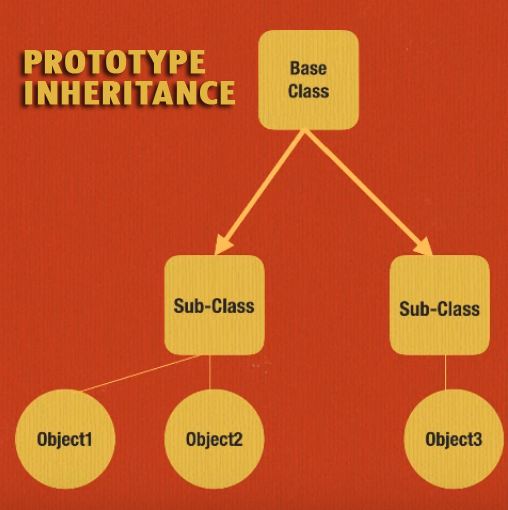 PROTOTYPE
INHERITANCE
Base
Class
Sub-Class
Sub-Class
Object1
Object2
Object3